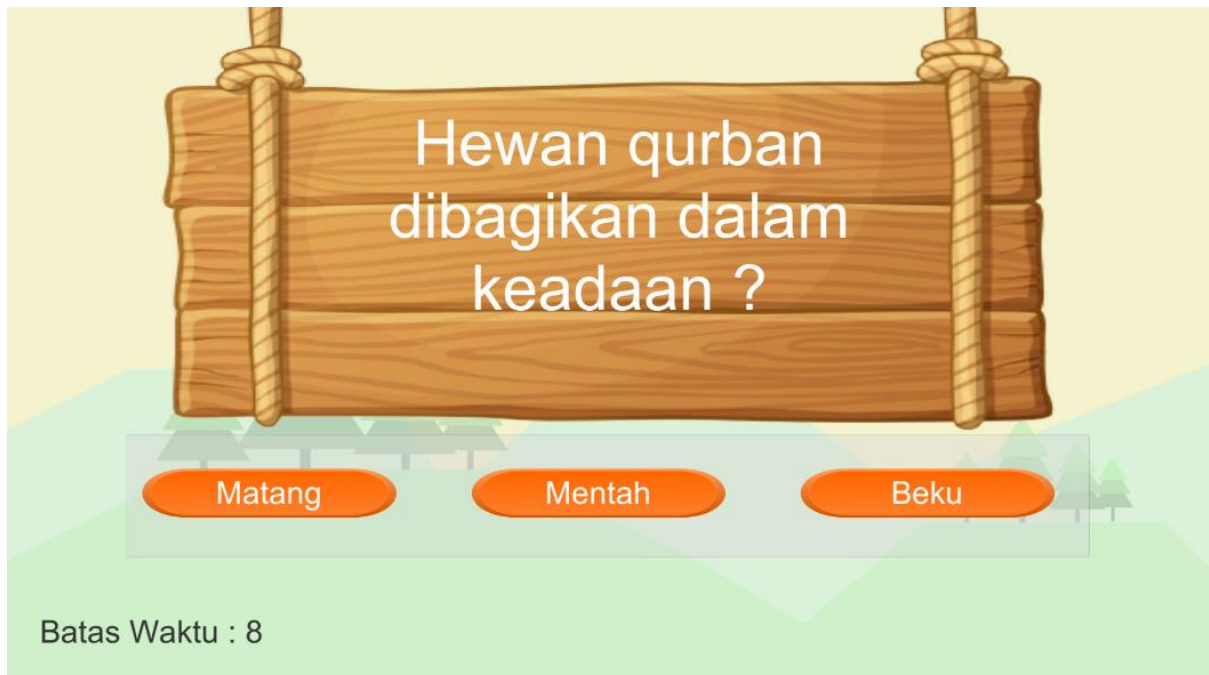 Hewan qurban
dibagikan dalam
keadaan ?
Matang
Mentah
Beku
Batas Waktu : 8